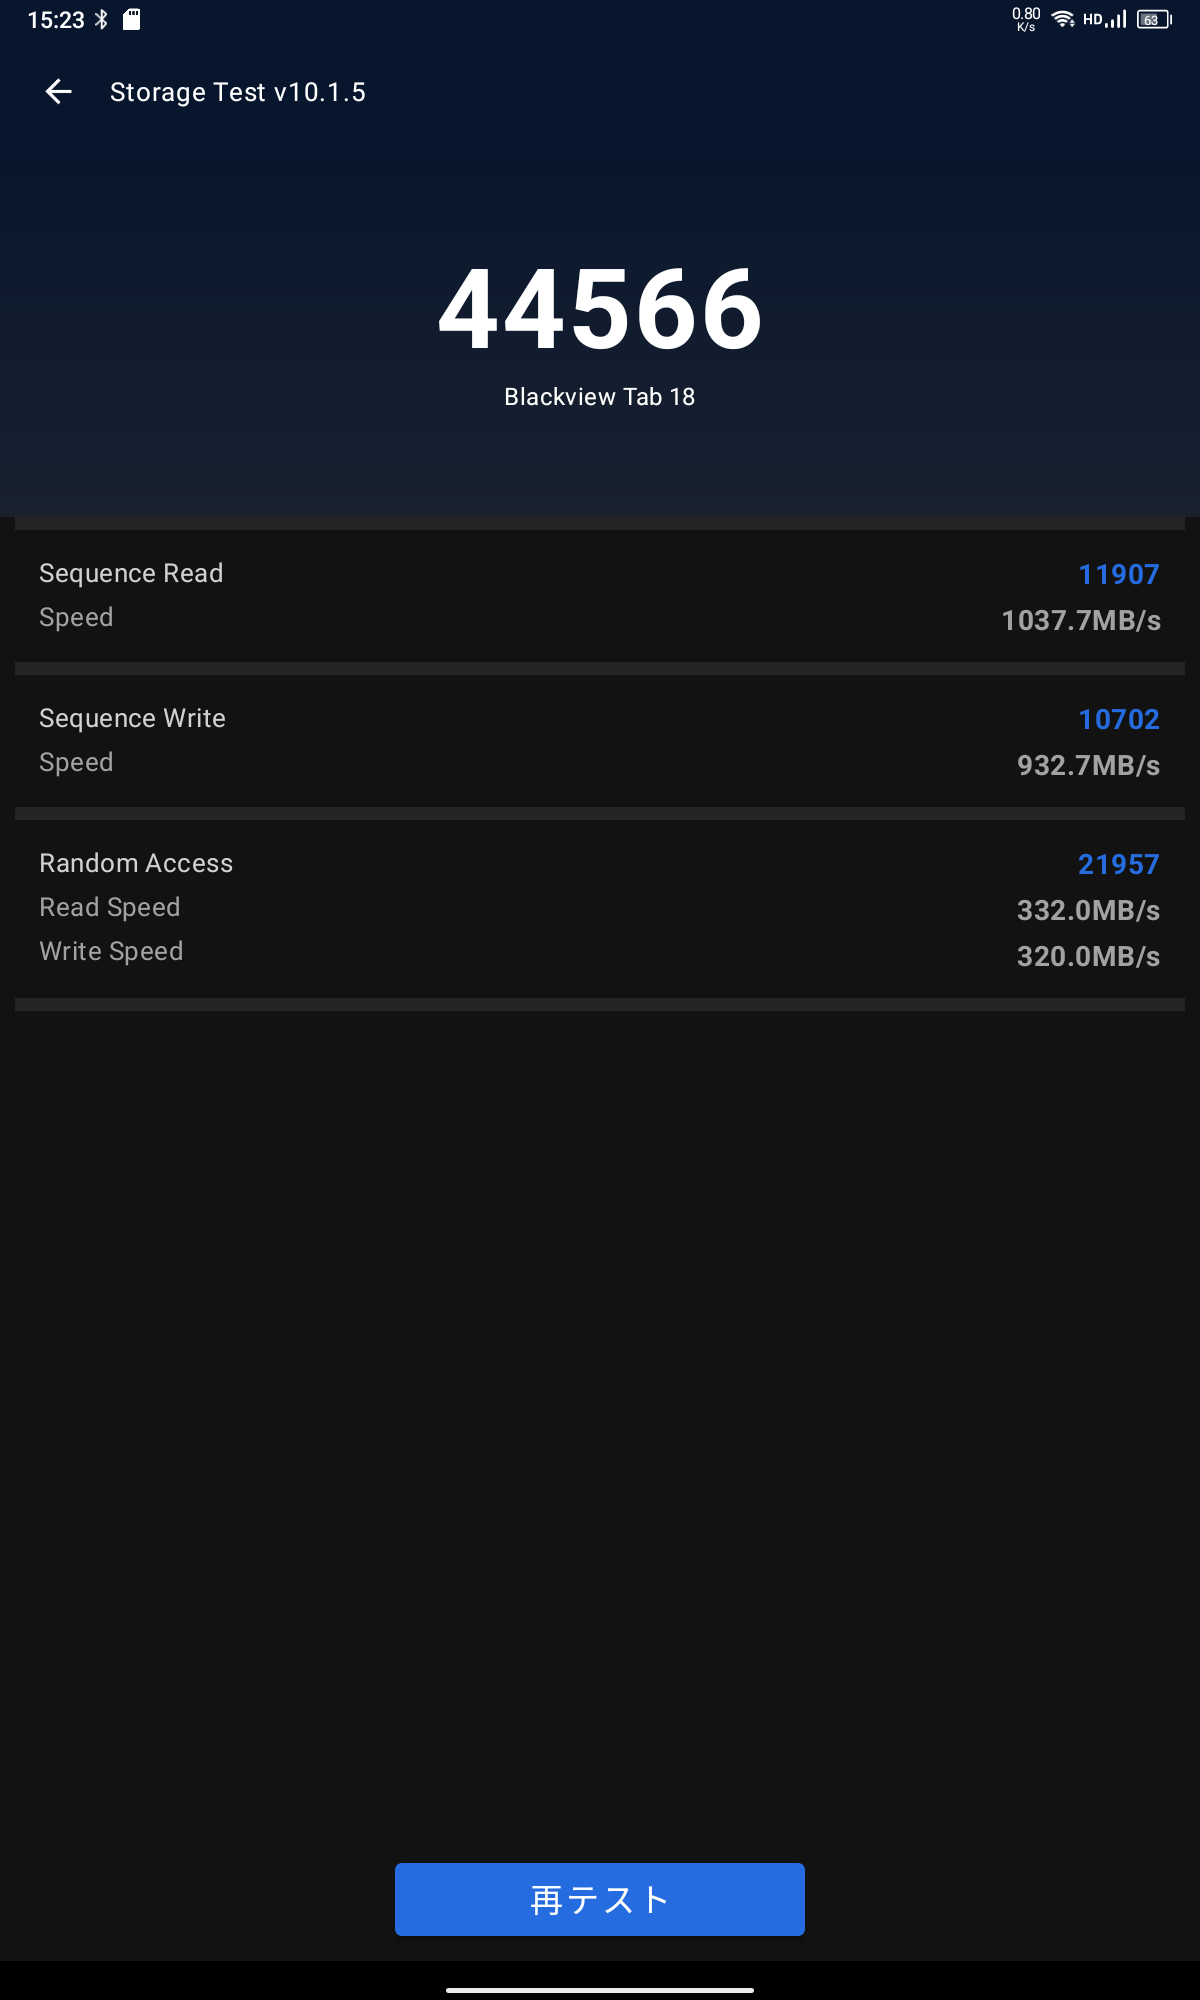 15:23
0.80 K/s HD 63
Storage Test v10.1.5
44566
Blackview Tab 18
Sequence Read 11907
Speed 1037.7MB/s
Sequence Write 10702
Speed 932.7MB/s
Random Access 21957
Read Speed 332.0MB/s
Write Speed 320.0MB/s
再テスト